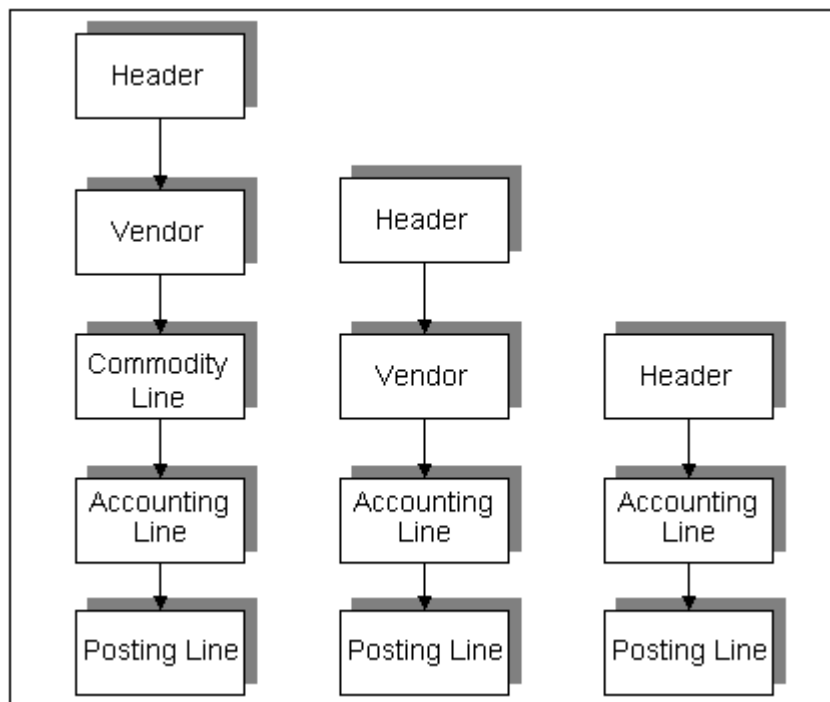 Header
Vendor
Commodity
Line
Accounting
Line
Posting Line
Header
Vendor
Accounting
Line
Posting Line
Header
Accounting
Line
Posting Line